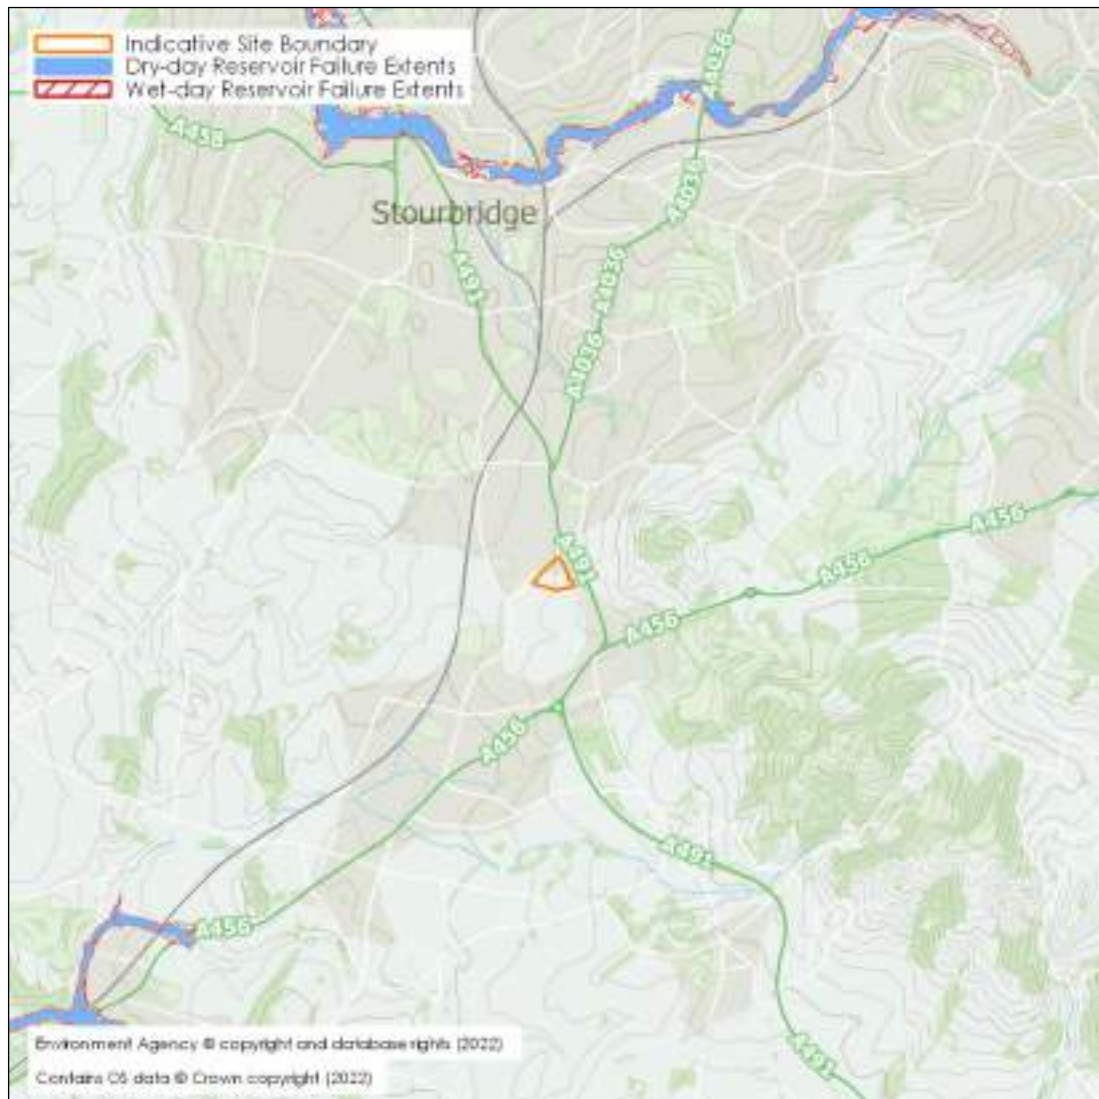 Indicative Site Boundary
Dry-day Reservoir Failure Extents
Wet-day Reservoir Failure Extents
A4036
A458
A4036
Stourbridge
A491
A4036
A4036
A456
A491
A456
A456
A456
A491
A456
A491
Environment Agency © copyright and database rights (2022)
Contains OS data © Crown copyright (2022)